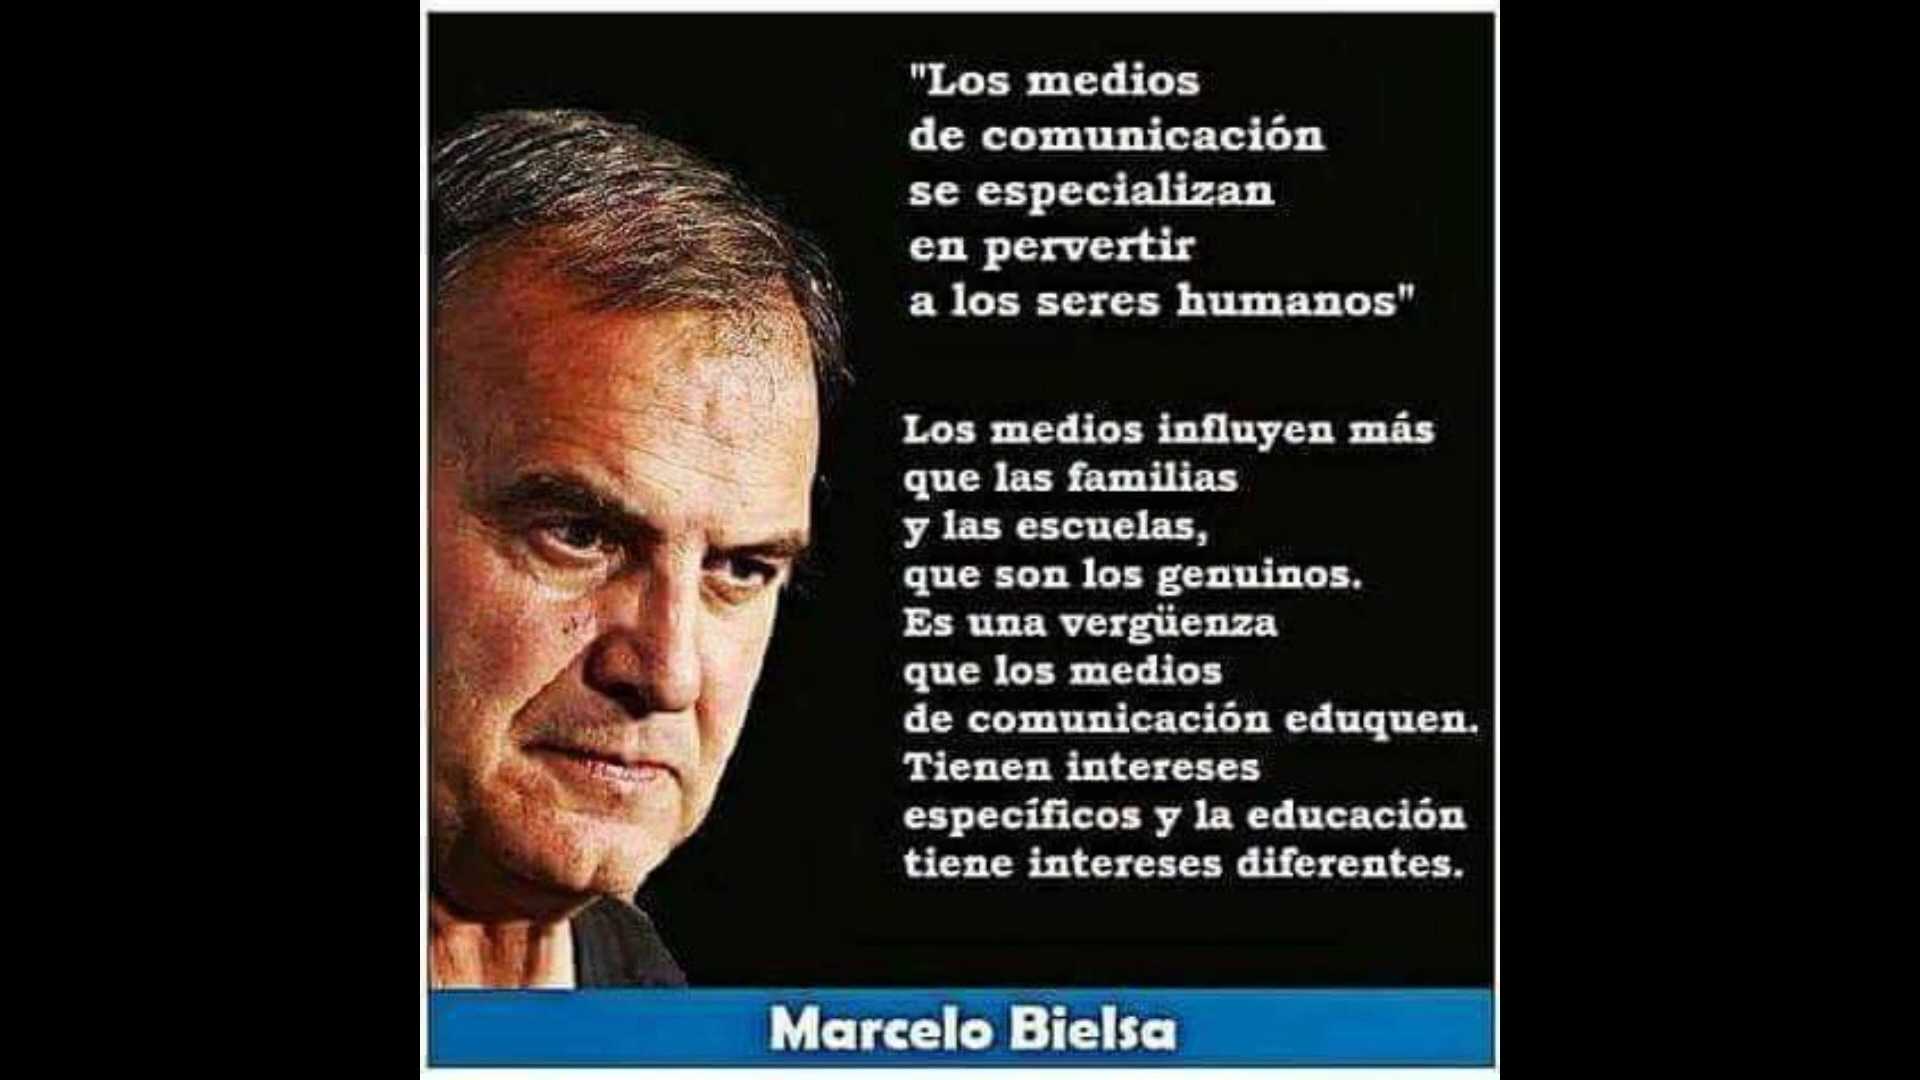 "Los medios
de comunicación
se especializan
en pervertir
a los seres humanos"
Los medios influyen más
que las familias
y las escuelas,
que son los genuinos.
Es una vergüenza
que los medios
de comunicación eduquen.
Tienen intereses
específicos y la educación
tiene intereses diferentes.
Marcelo Bielsa